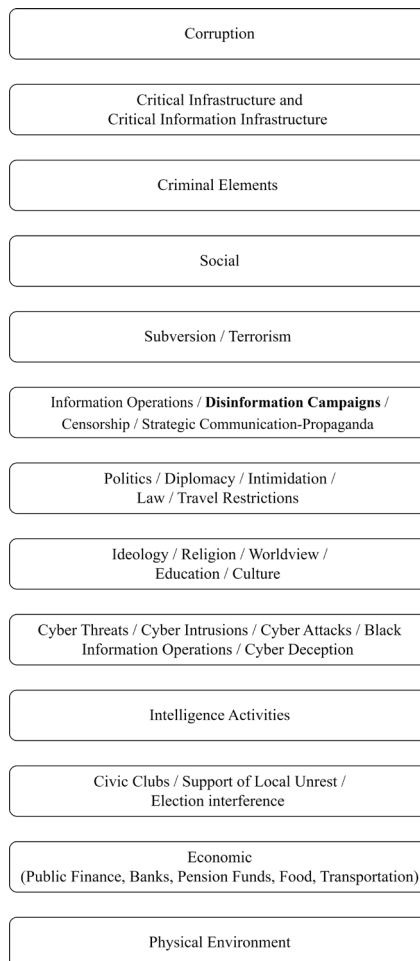 Corruption
Critical Infrastructure and
Critical Information Infrastructure
Criminal Elements
Social
Subversion / Terrorism
Information Operations / Disinformation Campaigns /
Censorship / Strategic Communication-Propaganda
Politics / Diplomacy / Intimidation /
Law / Travel Restrictions
Ideology / Religion / Worldview /
Education / Culture
Cyber Threats / Cyber Intrusions / Cyber Attacks / Black
Information Operations / Cyber Deception
Intelligence Activities
Civic Clubs / Support of Local Unrest /
Election interference
Economic
(Public Finance, Banks, Pension Funds, Food, Transportation)
Physical Environment